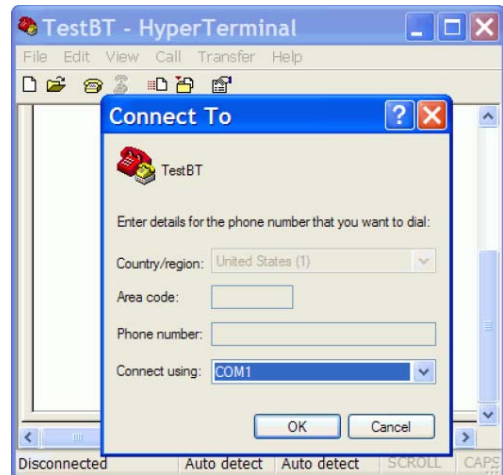 TestBT - HyperTerminal
File Edit View Call Transfer Help
Connect To
TestBT
Enter details for the phone number that you want to dial:
Country/region: United States (1)
Area code:
Phone number:
Connect using: COM1
OK Cancel
Disconnected Auto detect Auto detect SCROLL CAPS